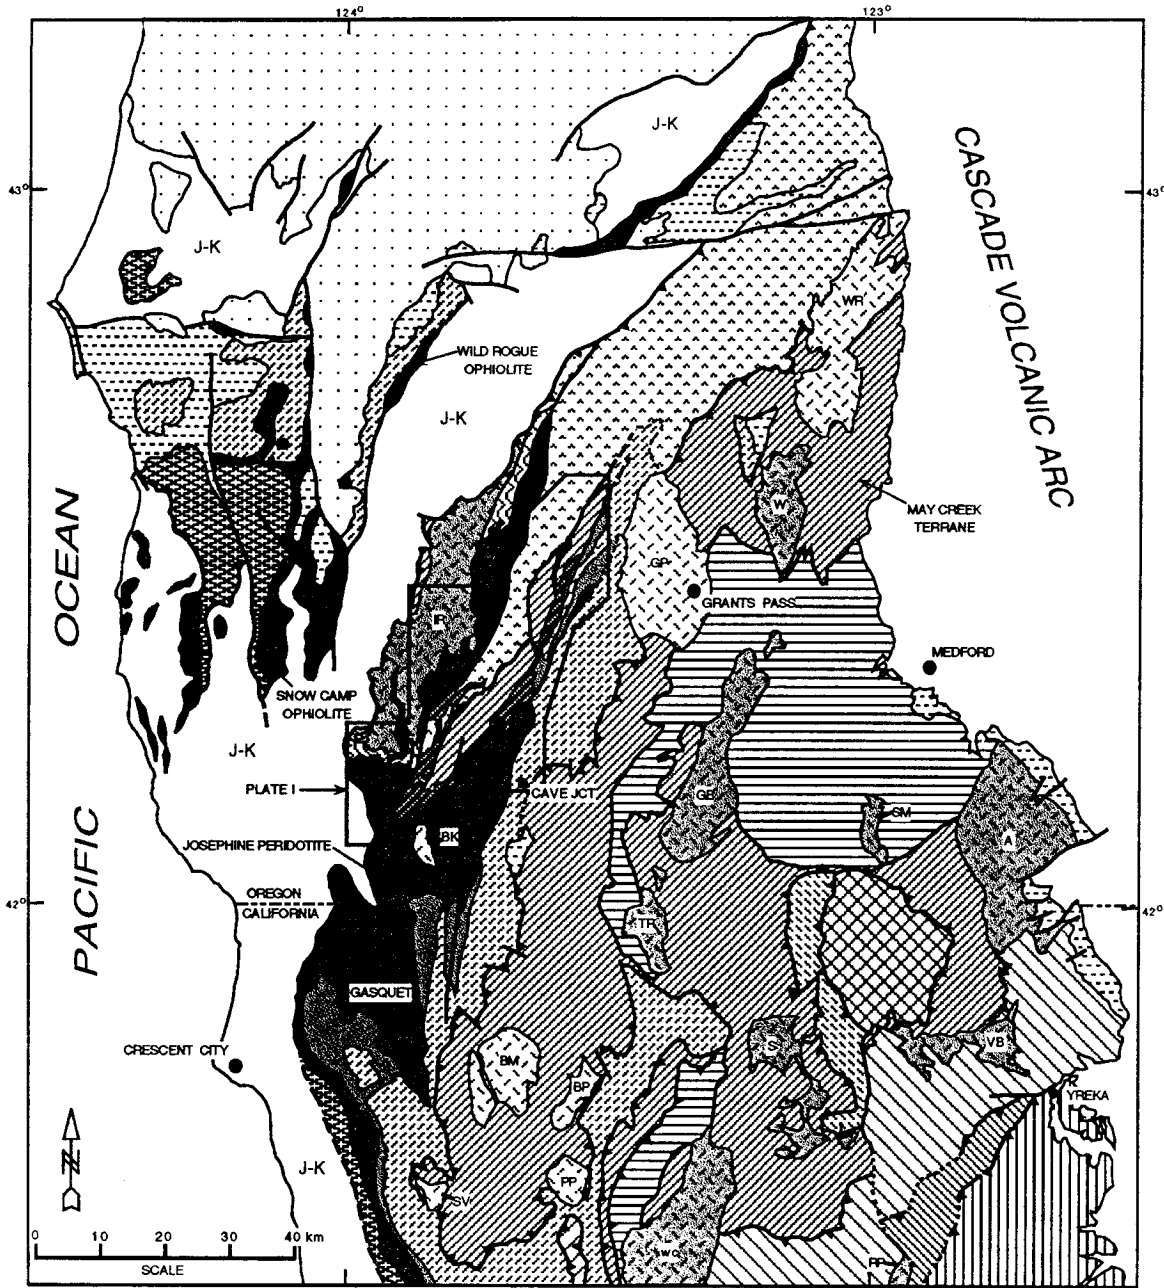 124°
123°
J-K
43°
43°
CASCADE VOLCANIC ARC
J-K
WR
WILD ROGUE
OPHIOLITE
J-K
W
MAY CREEK
TERRANE
OCEAN
GP
GRANTS PASS
IR
MEDFORD
SNOW CAMP
OPHIOLITE
J-K
PLATE I
CAVE JCT.
GB
SM
PACIFIC
BK
A
JOSEPHINE PERIDOTITE
OREGON
CALIFORNIA
42°
42°
TR
GASQUET
CRESCENT CITY
BM
S
VB
BP
YREKA
N
J-K
SV
PP
WC
RP
0 10 20 30 40 km
SCALE